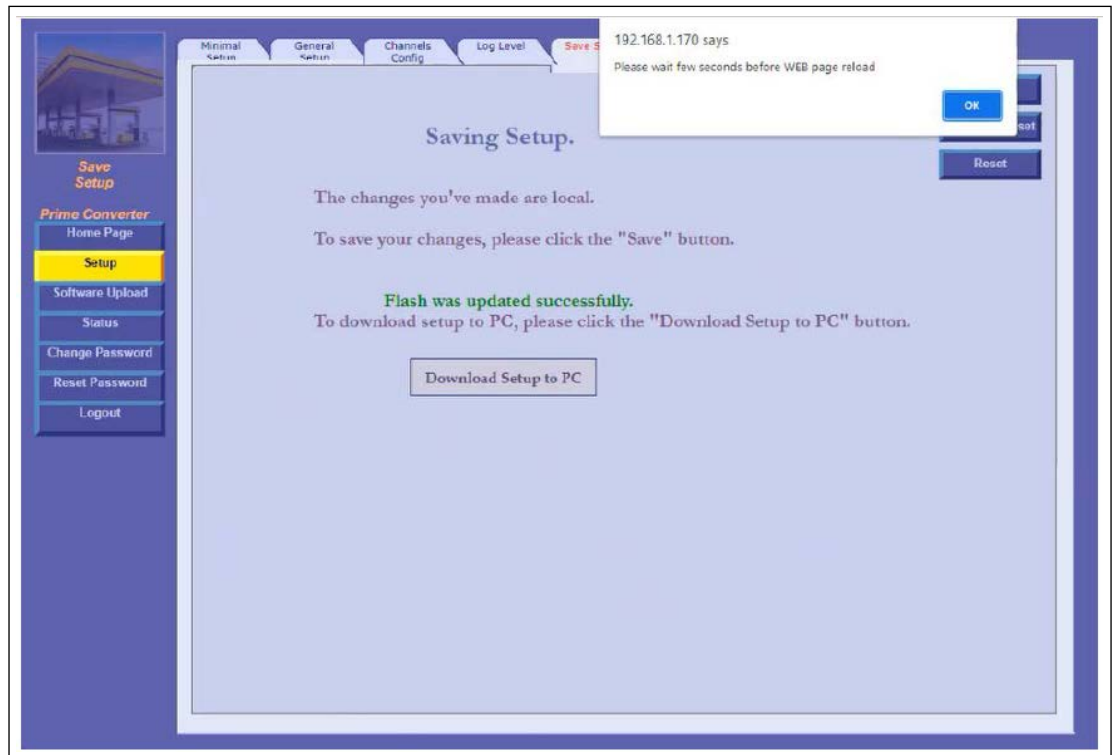 Minimal
Setup
General
Setup
Channels
Config
Log Level
Save S
192.168.1.170 says
Please wait few seconds before WEB page reload
OK
Reset
Save
Setup
Prime Converter
Home Page
Setup
Software Upload
Status
Change Password
Reset Password
Logout
Saving Setup.
The changes you've made are local.
To save your changes, please click the "Save" button.
Flash was updated successfully.
To download setup to PC, please click the "Download Setup to PC" button.
Download Setup to PC